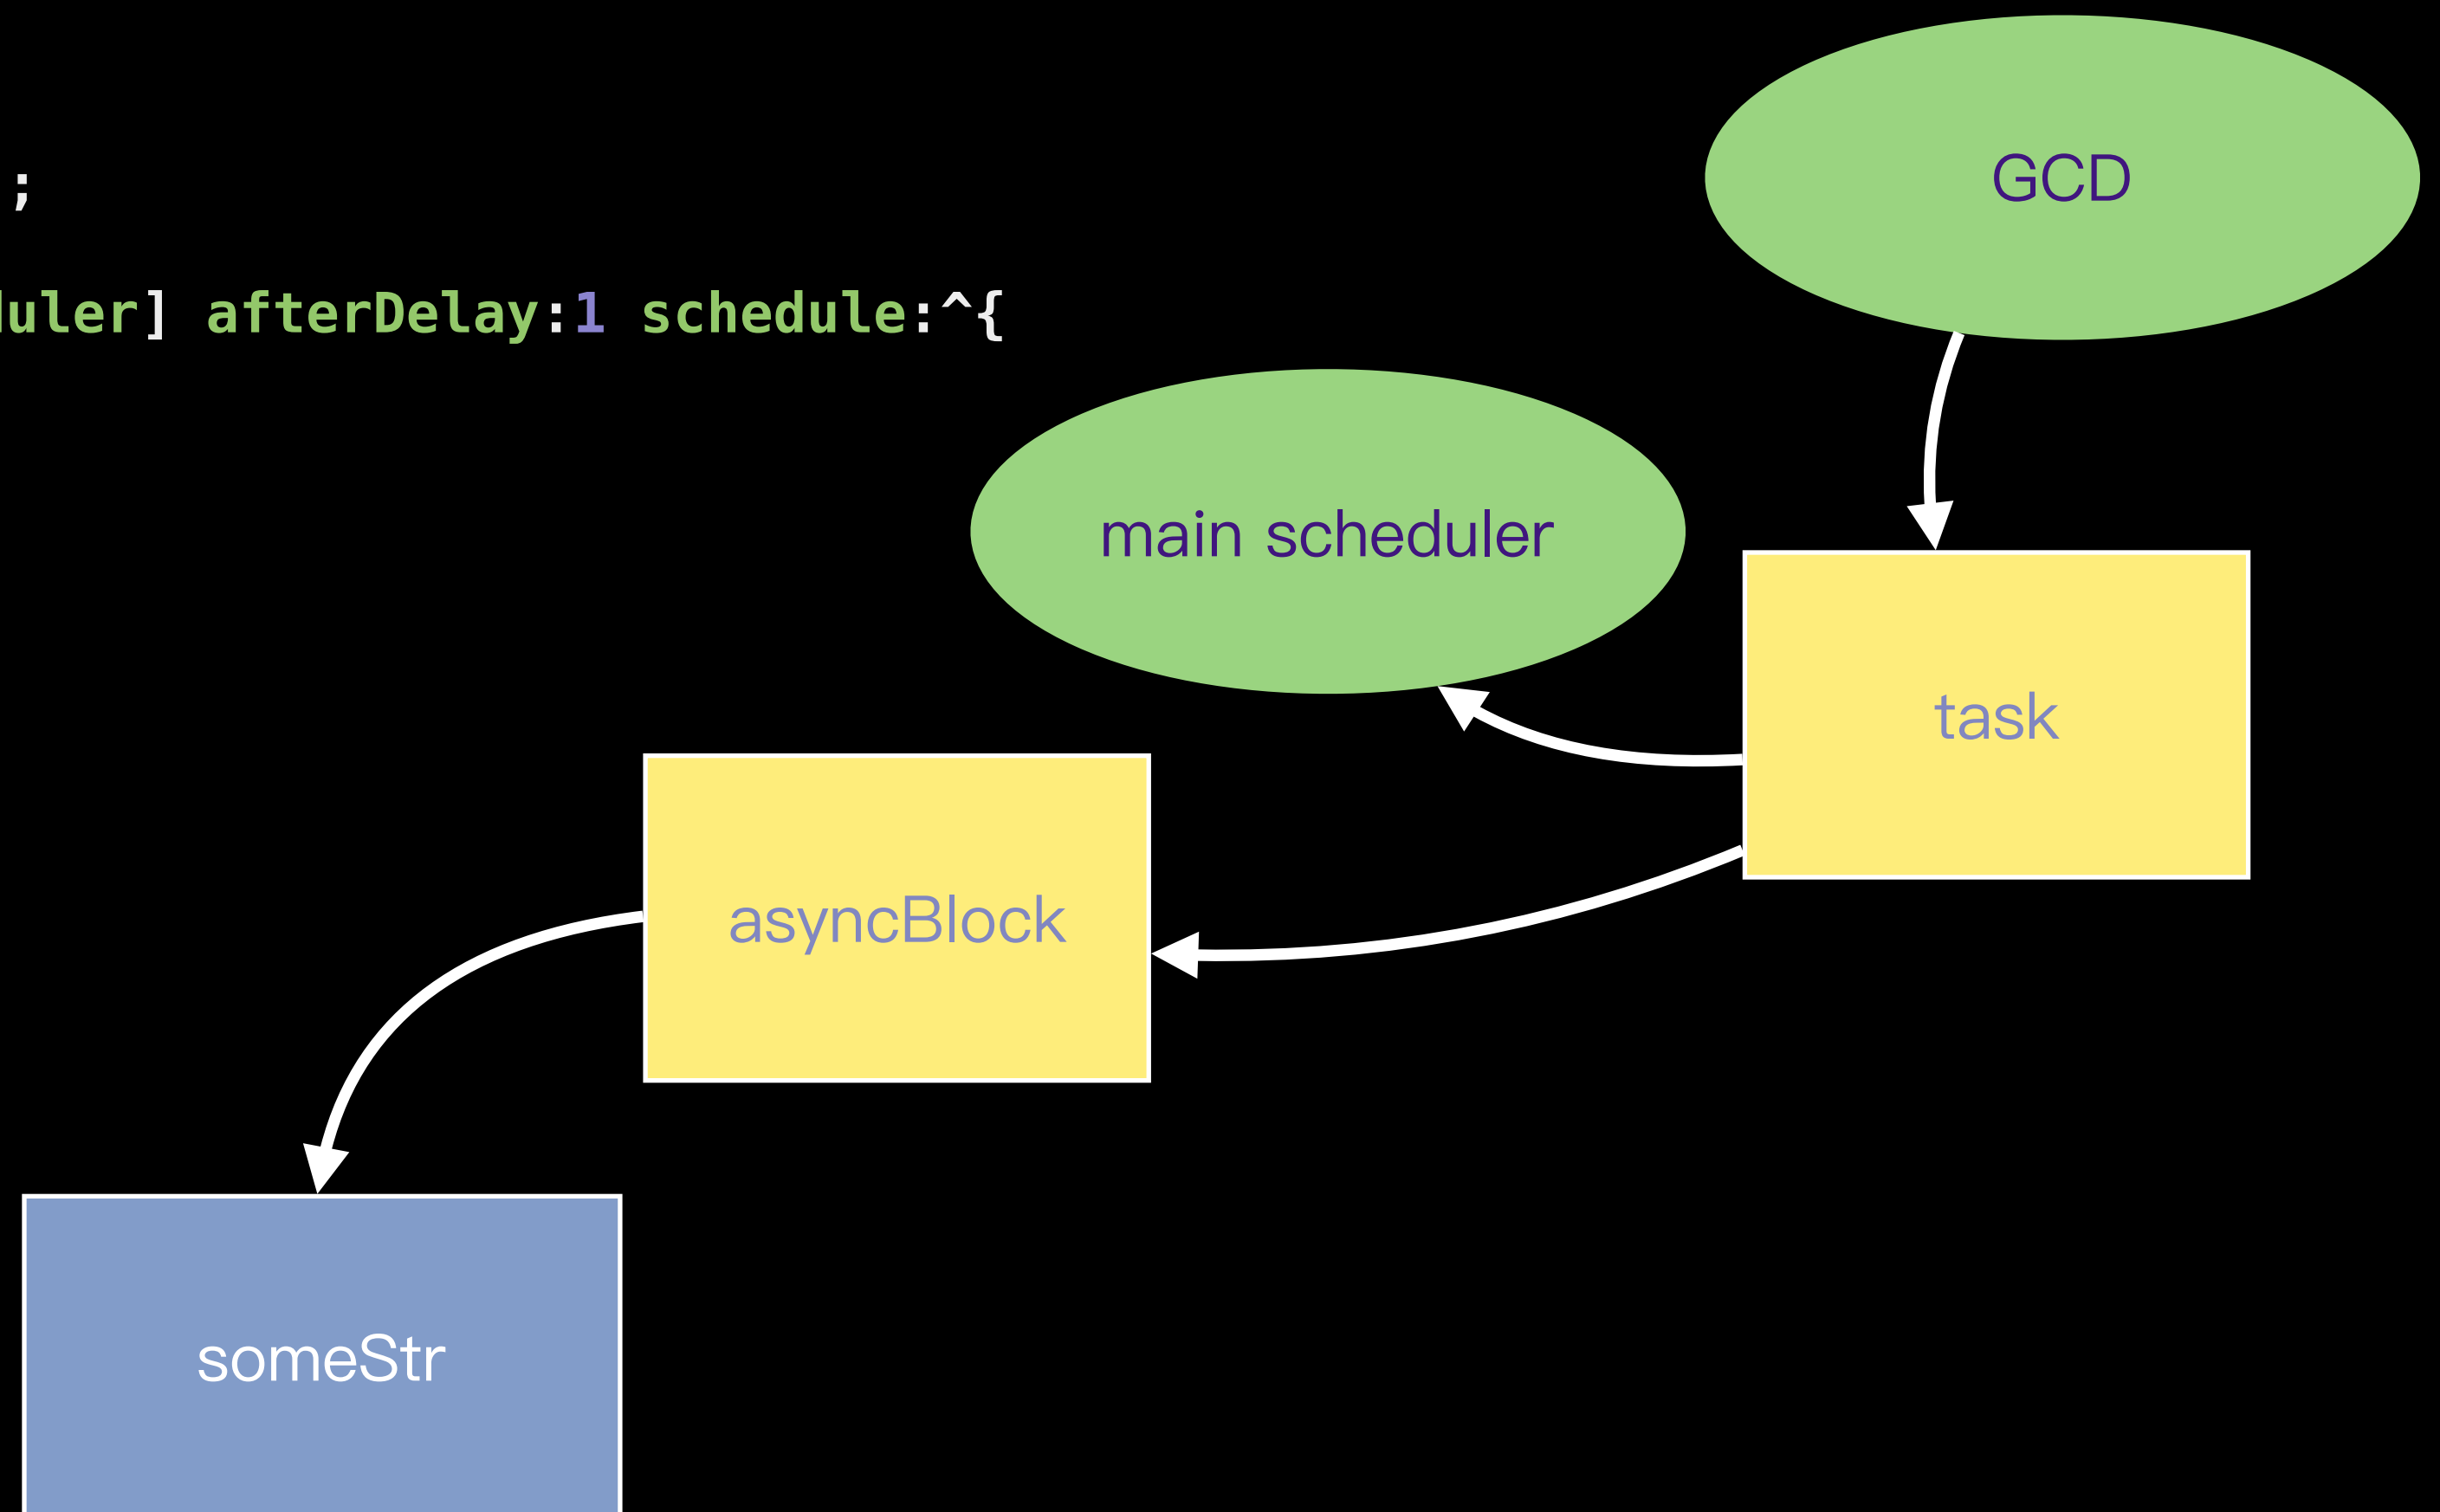 GCD
;
uler] afterDelay:1 schedule:^{
main scheduler
task
asyncBlock
someStr